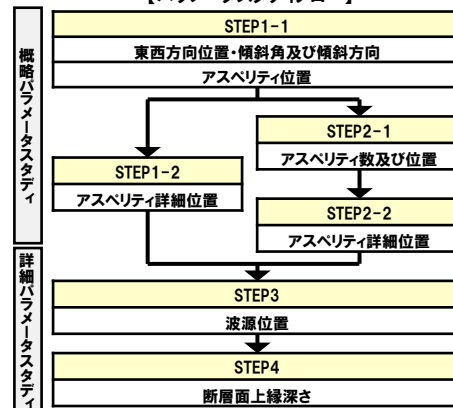 概略パラメータスタディ
STEP1-1
東西方向位置・傾斜角及び傾斜方向
アスペリティ位置
STEP1-2
アスペリティ詳細位置
STEP2-1
アスペリティ数及び位置
STEP2-2
アスペリティ詳細位置
詳細パラメータスタディ
STEP3
波源位置
STEP4
断層面上縁深さ